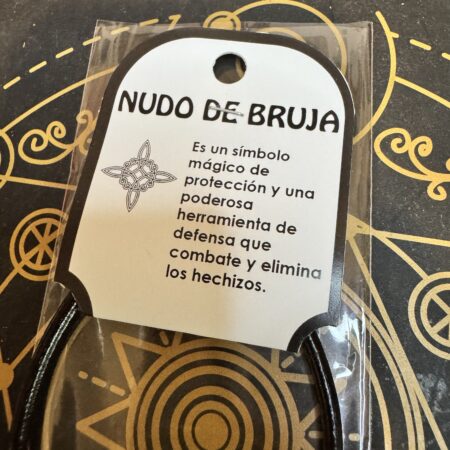 NUDO DE BRUJA
Es un símbolo
mágico de
protección y una
poderosa
herramienta de
defensa que
combate y elimina
los hechizos.